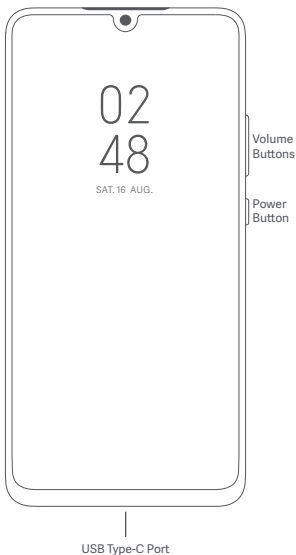 02
48
SAT. 16 AUG.
Volume
Buttons
Power
Button
USB Type-C Port